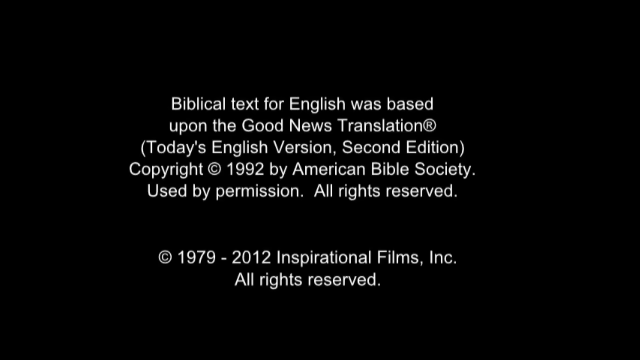 Biblical text for English was based
upon the Good News Translation®
(Today's English Version, Second Edition)
Copyright © 1992 by American Bible Society.
Used by permission.  All rights reserved.
© 1979 - 2012 Inspirational Films, Inc.
All rights reserved.